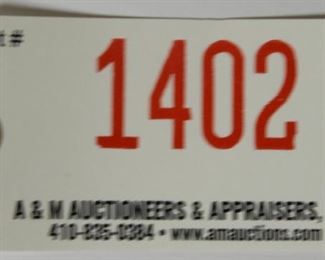 t #
1402
A & M AUCTIONEERS & APPRAISERS,
410-835-0384 • www.amauctions.com